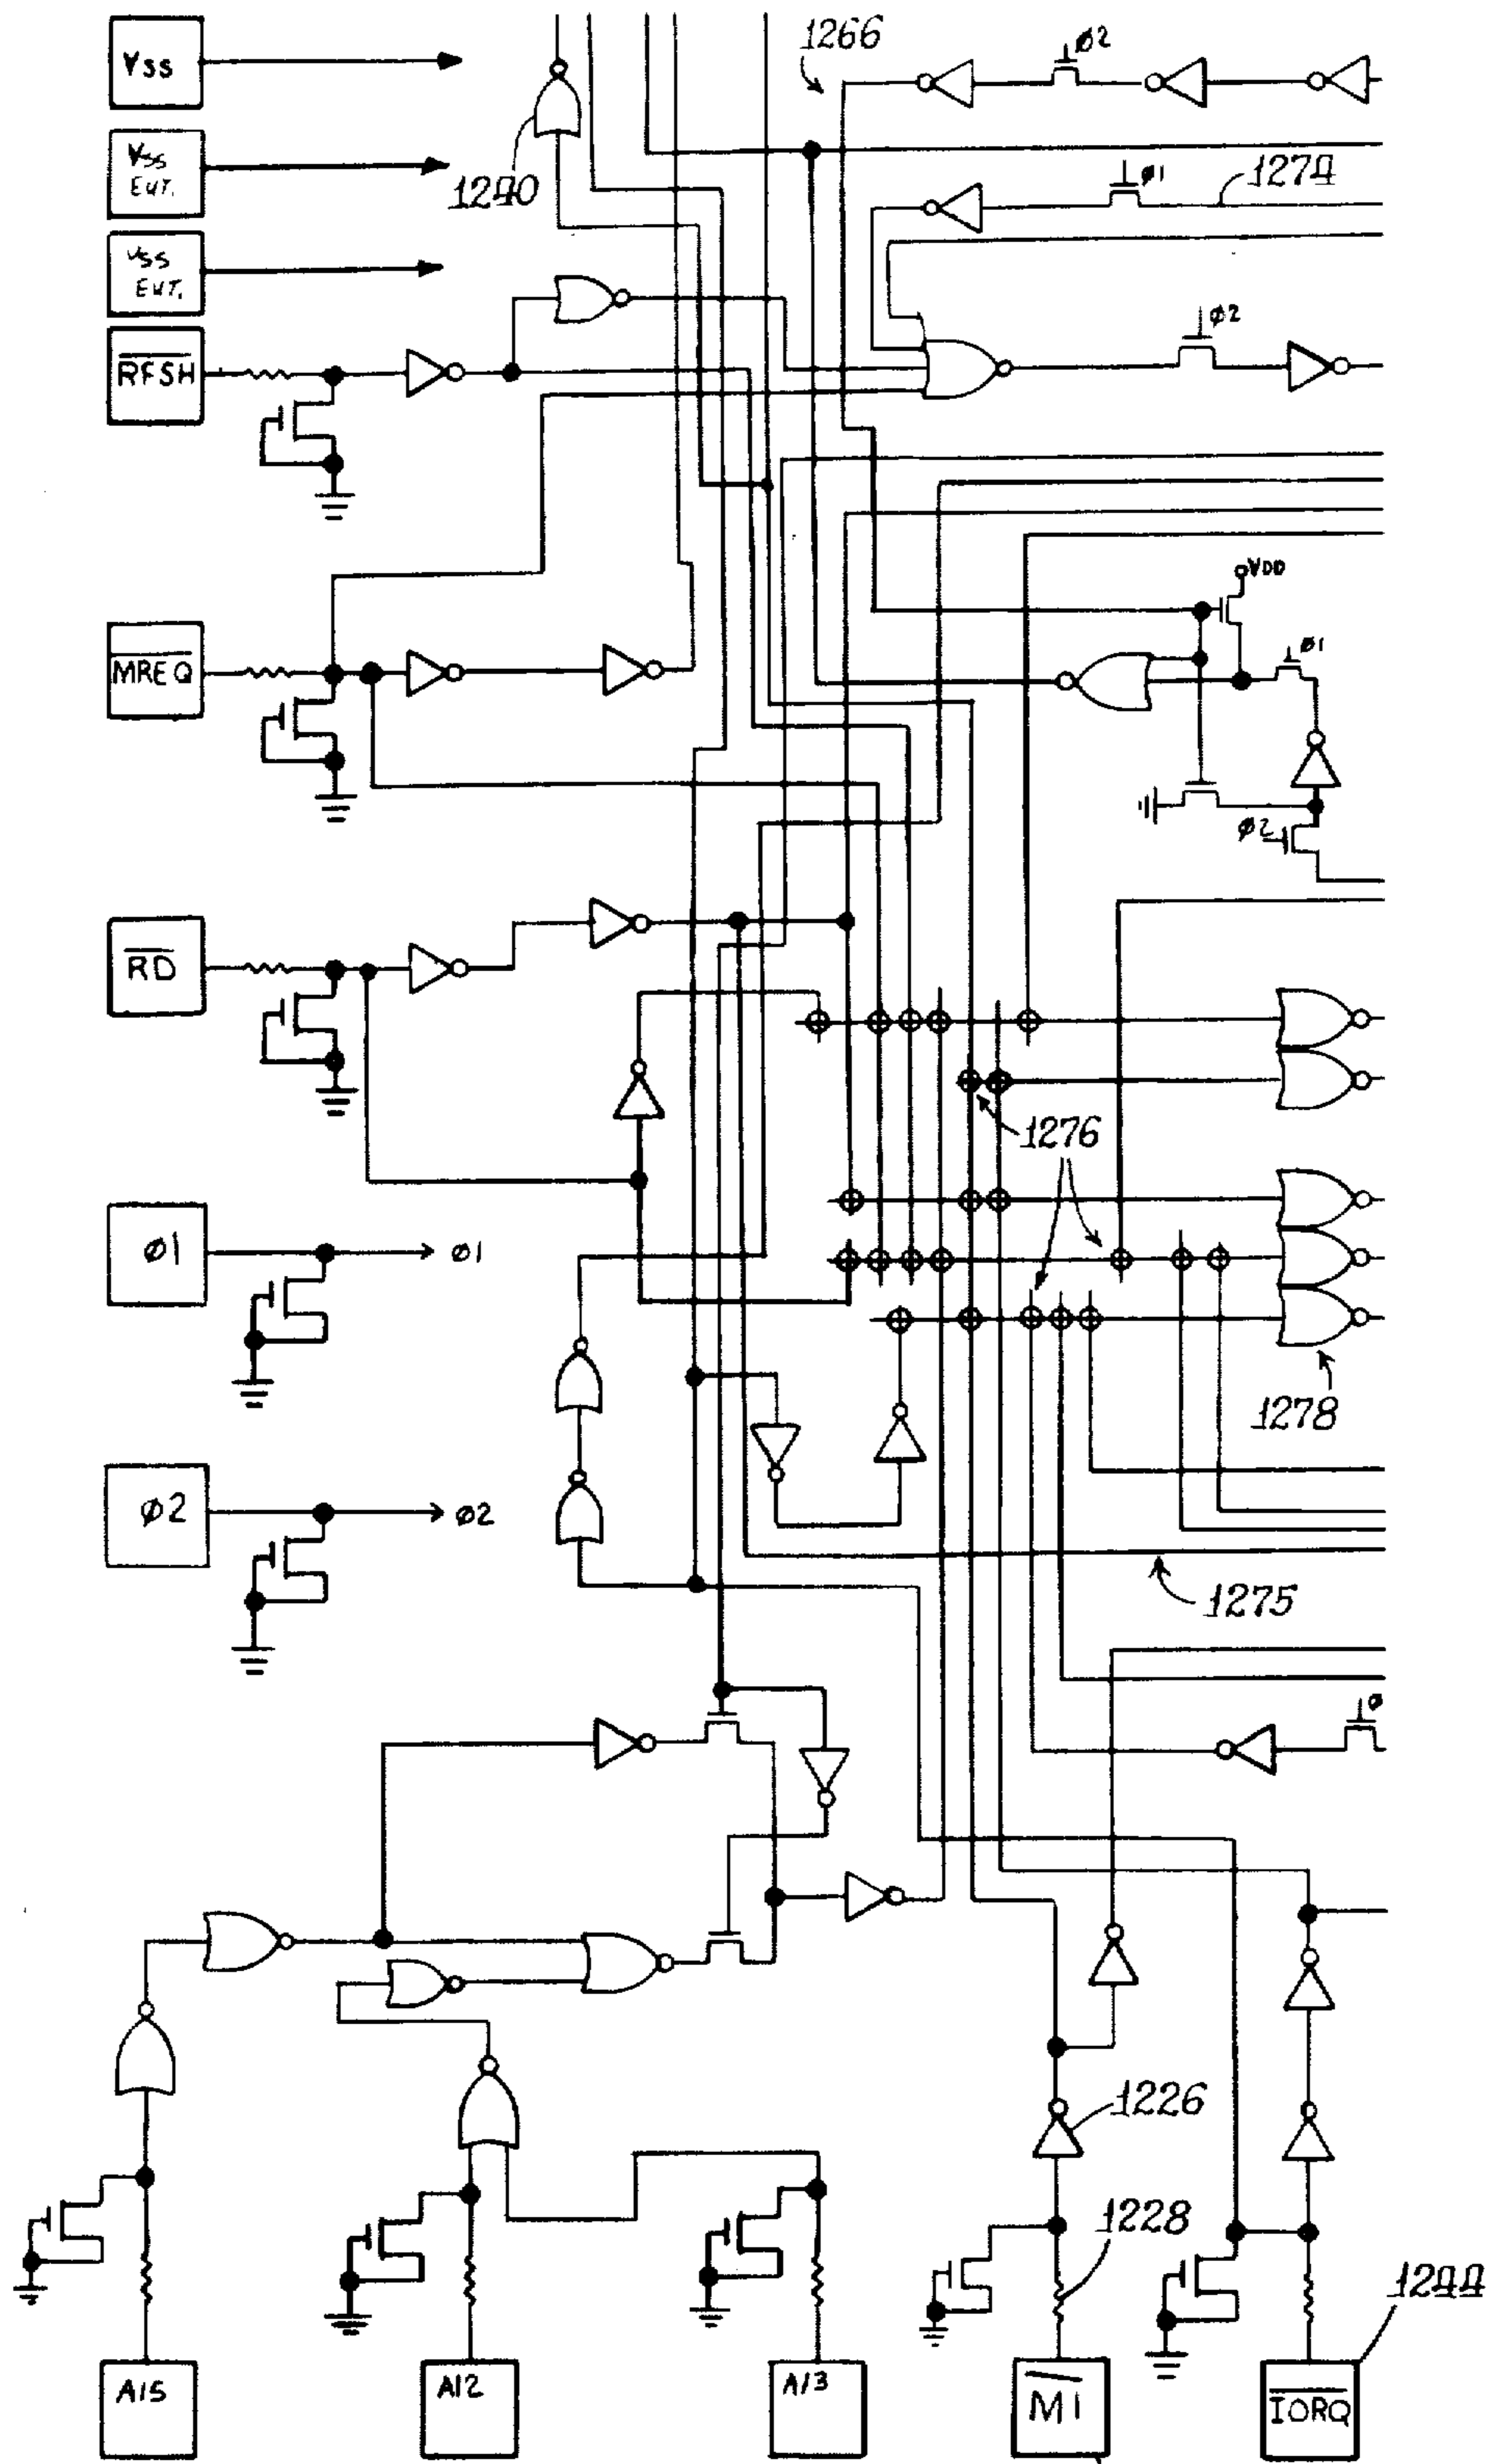 VSS
1266
ø2
VSS
EXT.
1240
ø1
1274
VSS
EXT.
RFSH
ø2
VDD
MREQ
ø1
ø2
RD
1276
ø1
ø1
1278
ø2
ø2
1275
ø
1226
1228
1244
A15
A12
A13
M1
IORQ